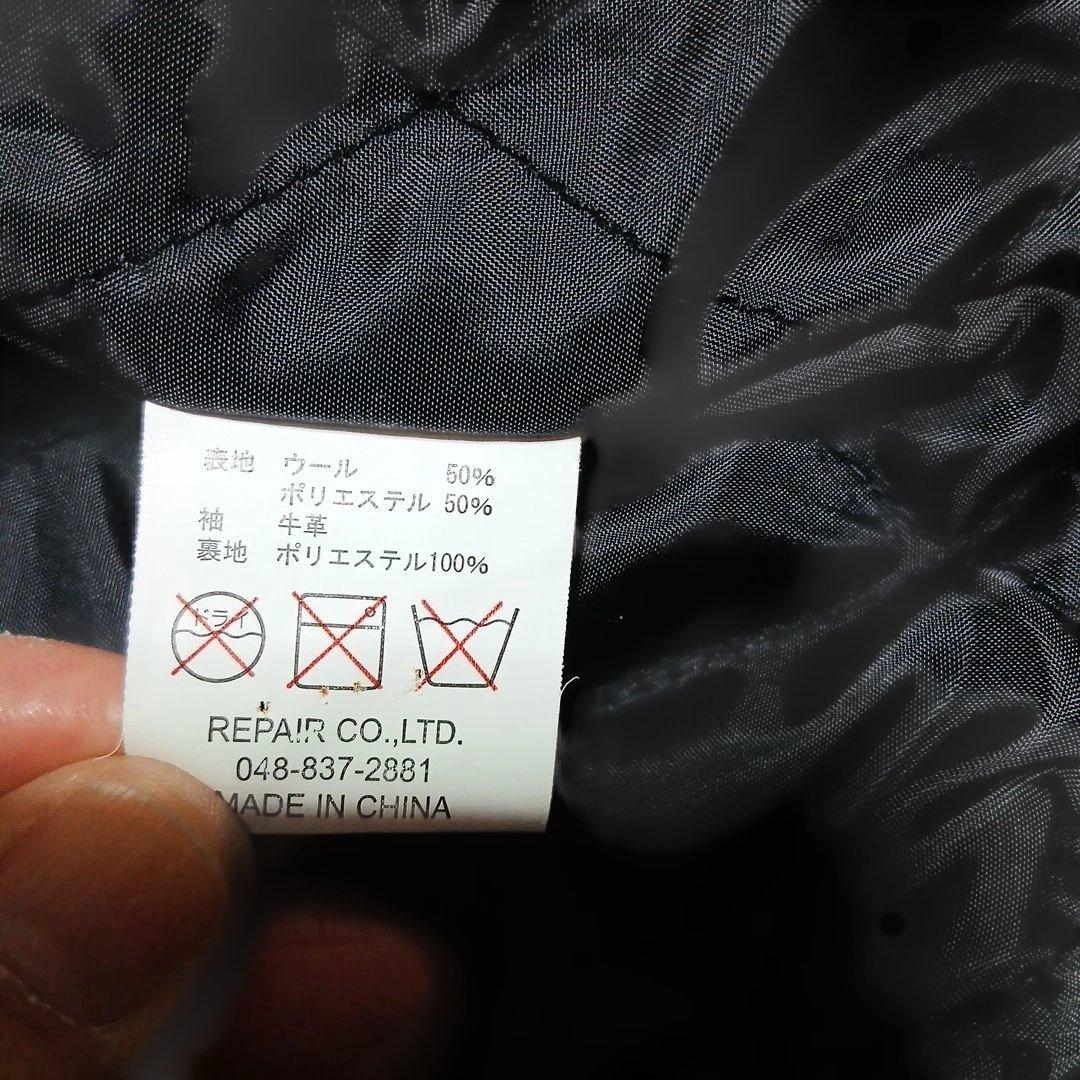 表地 ウール 50%
ポリエステル 50%
袖 牛革
裏地 ポリエステル100%
ドライ
REPAIR CO.,LTD.
048-837-2881
MADE IN CHINA